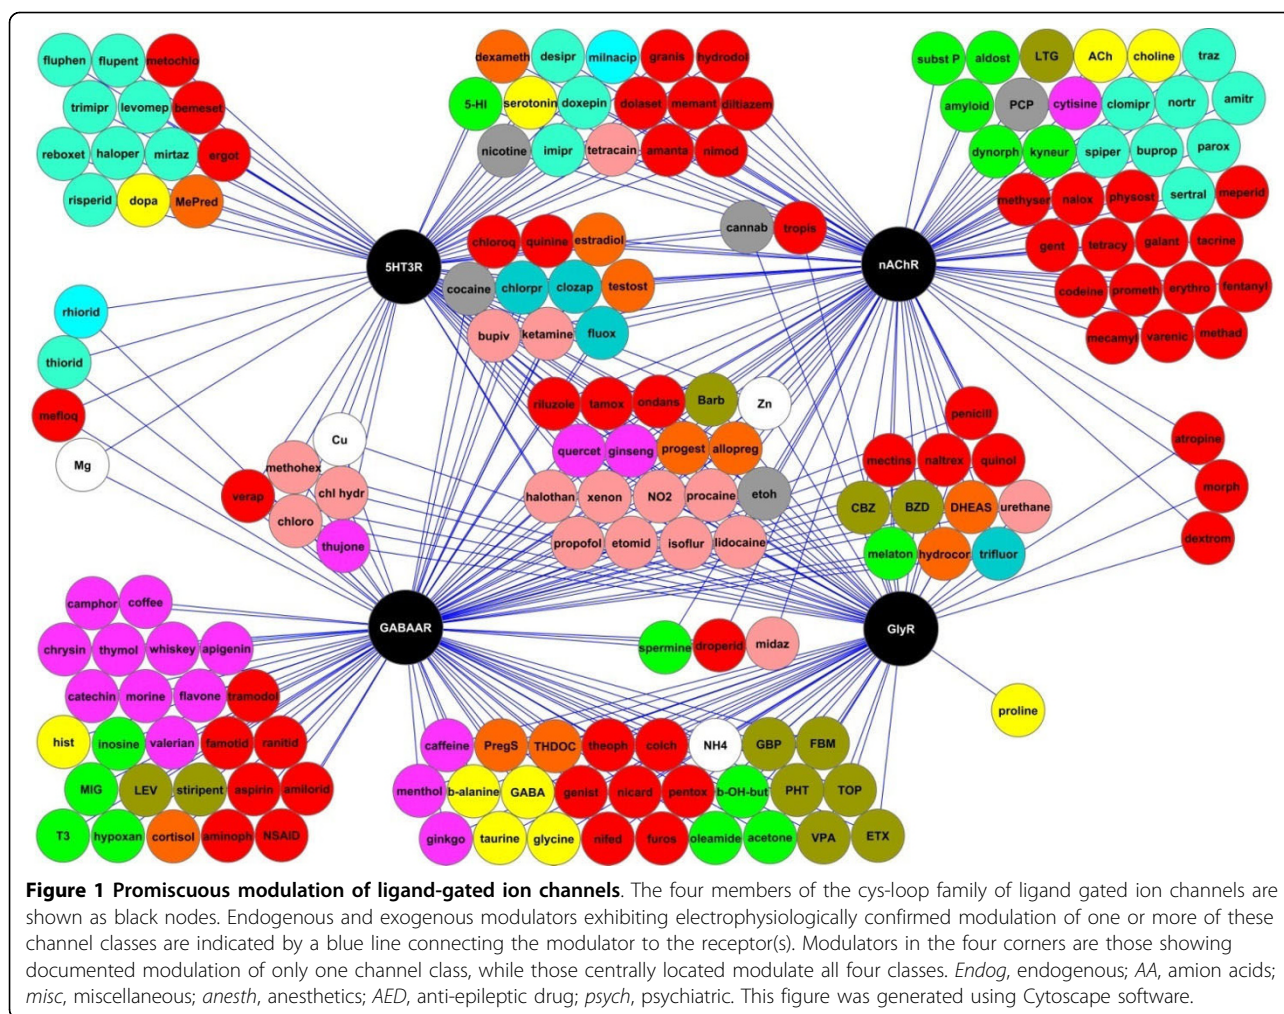 fluphen flupent metochlo
trimipr levomep bemeset
reboxet haloper mirtaz ergot
risperid dopa MePred
dexameth desipr milnacip granis hydrodol
5-HI serotonin doxepin dolaset memant diltiazem
nicotine imipr tetracain amanta nimod
subst P aldost LTG ACh choline traz
amyloid PCP cytisine clomipr nortr amitr
dynorph kyneur spiper buprop parox
methyser nalox physost sertral meperid
gent tetracy galant tacrine
codeine prometh erythro fentanyl
mecamyl varenic methad
cannab tropis
5HT3R
nAChR
chloroq quinine estradiol
cocaine chlorpr clozap testost
bupiv ketamine fluox
rhiorid
thiorid
mefloq
Mg
Cu
methohex
verap chl hydr
chloro
thujone
riluzole tamox ondans Barb Zn
quercet ginseng progest allopreg
halothan xenon NO2 procaine etoh
propofol etomid isoflur lidocaine
penicill
mectins naltrex quinol
CBZ BZD DHEAS urethane
melaton hydrocor trifluor
atropine
morph
dextrom
GABAAR
GlyR
spermine droperid midaz
proline
camphor coffee
chrysin thymol whiskey apigenin
catechin morine flavone tramodol
hist inosine valerian famotid ranitid
MIG LEV stiripent aspirin amilorid
T3 hypoxan cortisol aminoph NSAID
caffeine PregS THDOC theoph colch NH4 GBP FBM
menthol b-alanine GABA genist nicard pentox b-OH-but PHT TOP
ginkgo taurine glycine nifed furos oleamide acetone VPA ETX
Figure 1 Promiscuous modulation of ligand-gated ion channels. The four members of the cys-loop family of ligand gated ion channels are
shown as black nodes. Endogenous and exogenous modulators exhibiting electrophysiologically confirmed modulation of one or more of these
channel classes are indicated by a blue line connecting the modulator to the receptor(s). Modulators in the four corners are those showing
documented modulation of only one channel class, while those centrally located modulate all four classes. Endog, endogenous; AA, amion acids;
misc, miscellaneous; anesth, anesthetics; AED, anti-epileptic drug; psych, psychiatric. This figure was generated using Cytoscape software.